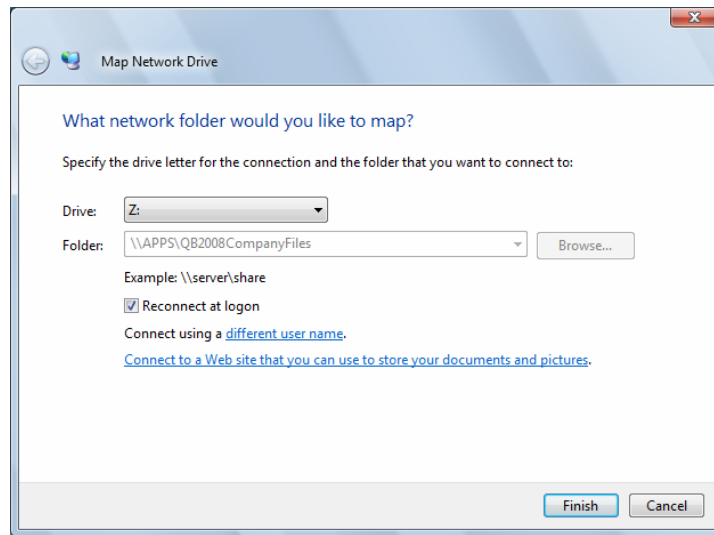 Map Network Drive
What network folder would you like to map?
Specify the drive letter for the connection and the folder that you want to connect to:
Drive: Z:
Folder: \\APPS\QB2008CompanyFiles Browse...
Example: \\server\share
Reconnect at logon
Connect using a different user name.
Connect to a Web site that you can use to store your documents and pictures.
Finish Cancel